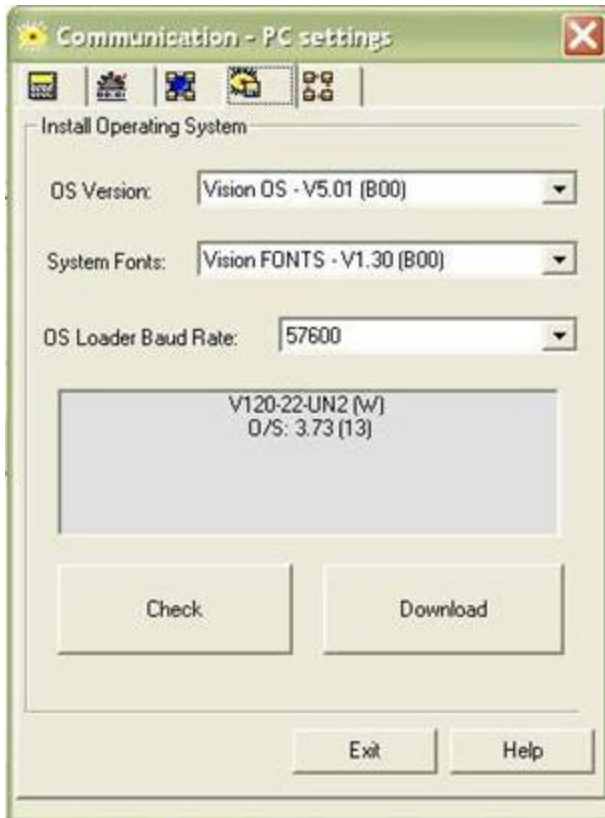 Communication - PC settings
Install Operating System
OS Version: Vision OS - V5.01 (B00)
System Fonts: Vision FONTS - V1.30 (B00)
OS Loader Baud Rate: 57600
V120-22-UN2 (W)
O/S: 3.73 (13)
Check Download
Exit Help